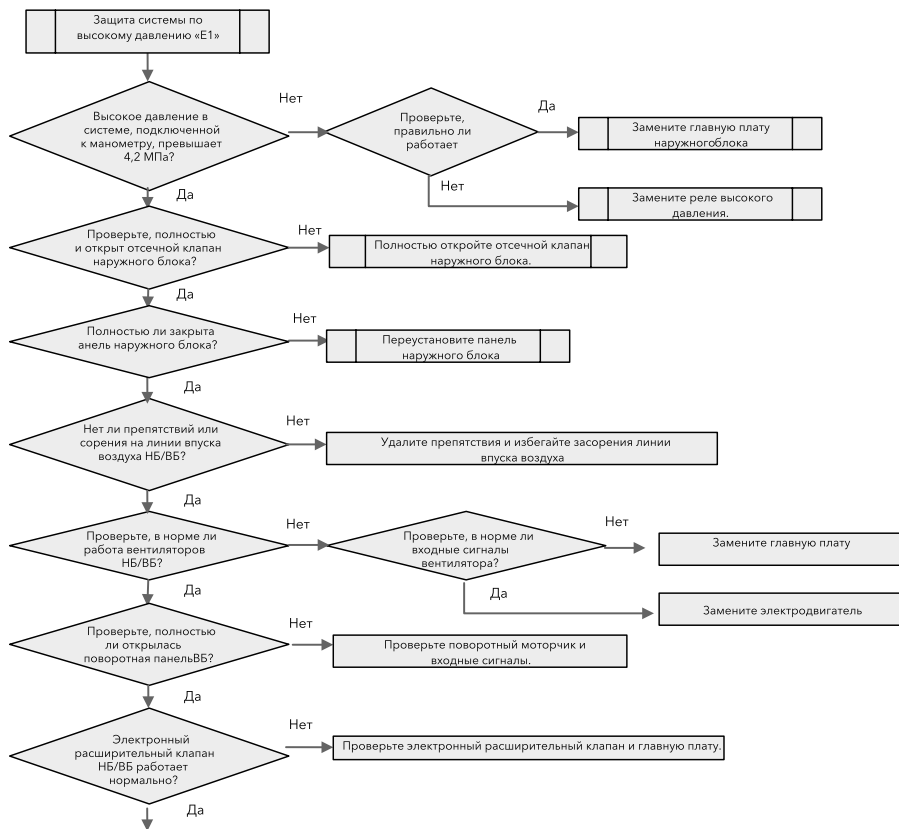 Защита системы по
высокому давлению «E1»
Нет
Высокое давление в
системе, подключенной
к манометру, превышает
4,2 МПа?
Проверьте,
правильно ли
работает
Да
Замените главную плату
наружногоблока
Нет
Замените реле высокого
давления.
Да
Проверьте, полностью
и открыт отсечной клапан
наружного блока?
Нет
Полностью откройте отсечной клапан
наружного блока.
Да
Полностью ли закрыта
анель наружного блока?
Нет
Переустановите панель
наружного блока
Да
Нет ли препятствий или
сорения на линии впуска
воздуха НБ/ВБ?
Нет
Удалите препятствия и избегайте засорения линии
впуска воздуха
Да
Проверьте, в норме ли
работа вентиляторов
НБ/ВБ?
Нет
Проверьте, в норме ли
входные сигналы
вентилятора?
Нет
Замените главную плату
Да
Замените электродвигатель
Да
Проверьте, полностью
ли открылась
поворотная панельВБ?
Нет
Проверьте поворотный моторчик и
входные сигналы.
Да
Электронный
расширительный клапан
НБ/ВБ работает
нормально?
Нет
Проверьте электронный расширительный клапан и главную плату.
Да